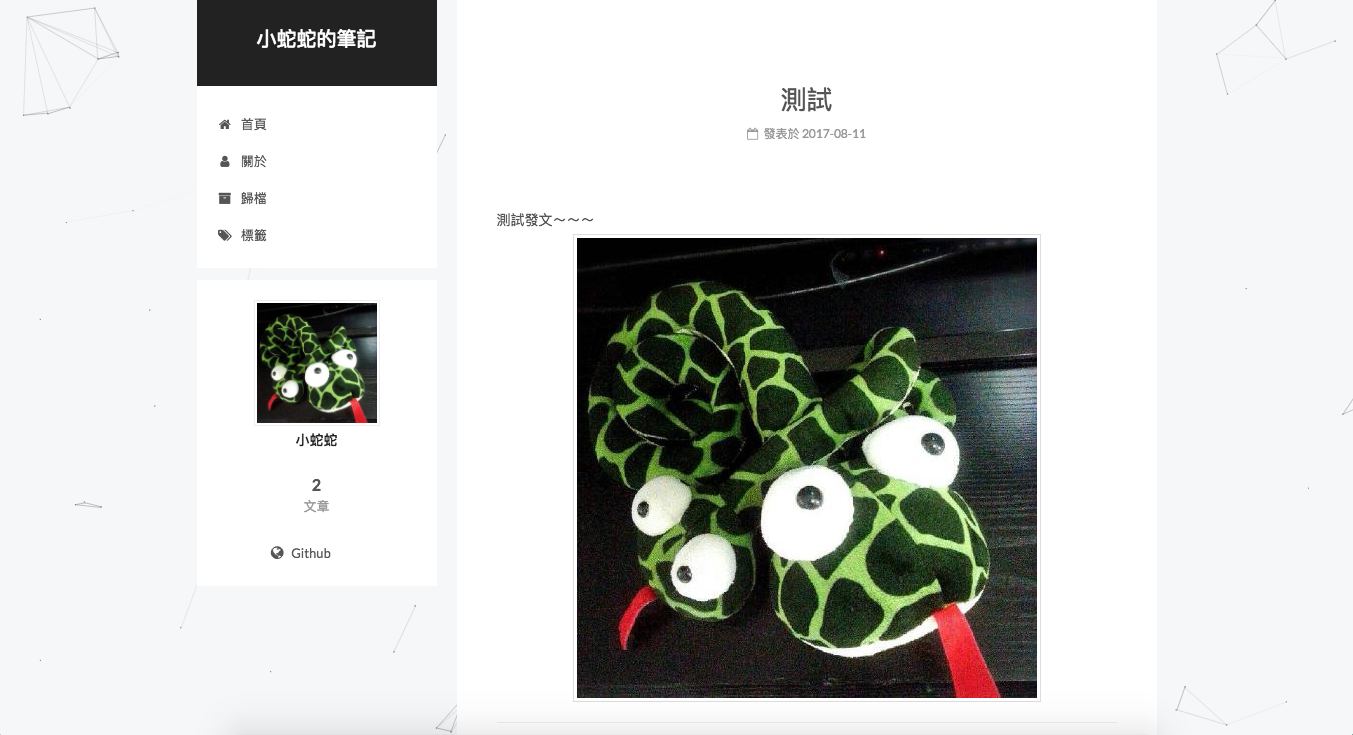 小蛇蛇的筆記
首頁
關於
歸檔
標籤
小蛇蛇
2
文章
Github
測試
發表於 2017-08-11
測試發文～～～